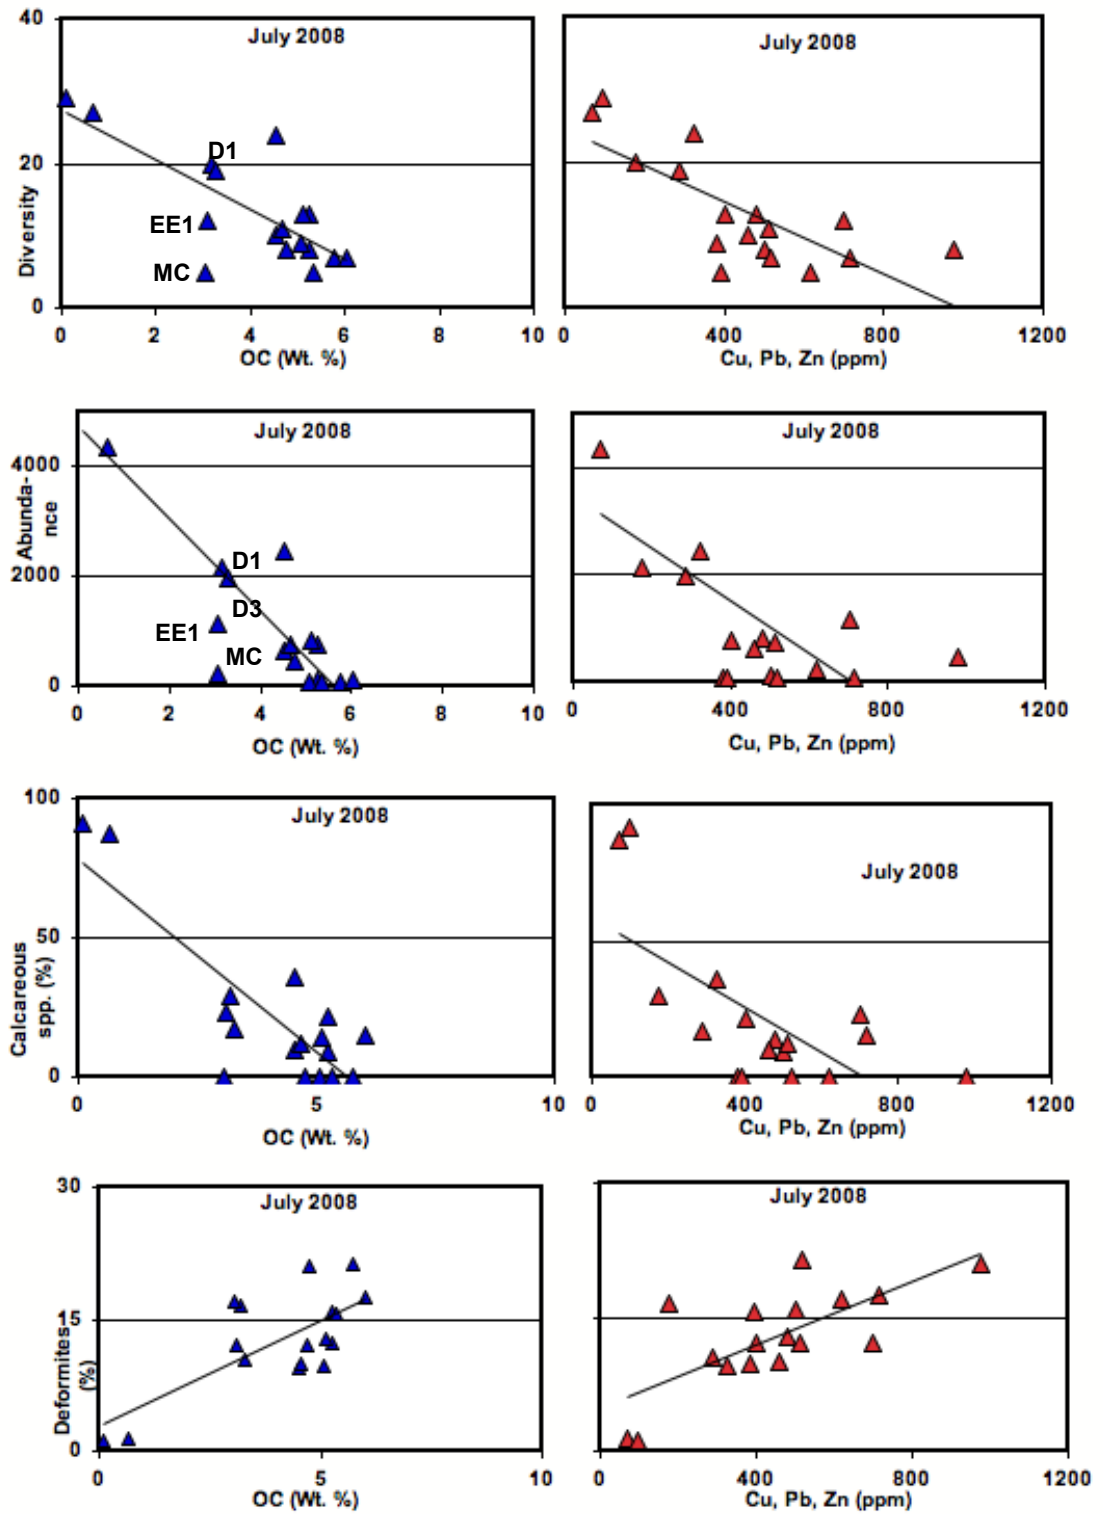 40
July 2008
D1
20
EE1
MC
0
Diversity
0 2 4 6 8 10
OC (Wt. %)
July 2008
0 400 800 1200
Cu, Pb, Zn (ppm)
July 2008
4000
D1
2000
D3
EE1
MC
0
Abunda-
nce
0 2 4 6 8 10
OC (Wt. %)
July 2008
0 400 800 1200
Cu, Pb, Zn (ppm)
100
July 2008
50
0
Calcareous
spp. (%)
0 5 10
OC (Wt. %)
July 2008
0 400 800 1200
Cu, Pb, Zn (ppm)
30
July 2008
15
0
Deformites
(%)
0 5 10
OC (Wt. %)
July 2008
0 400 800 1200
Cu, Pb, Zn (ppm)